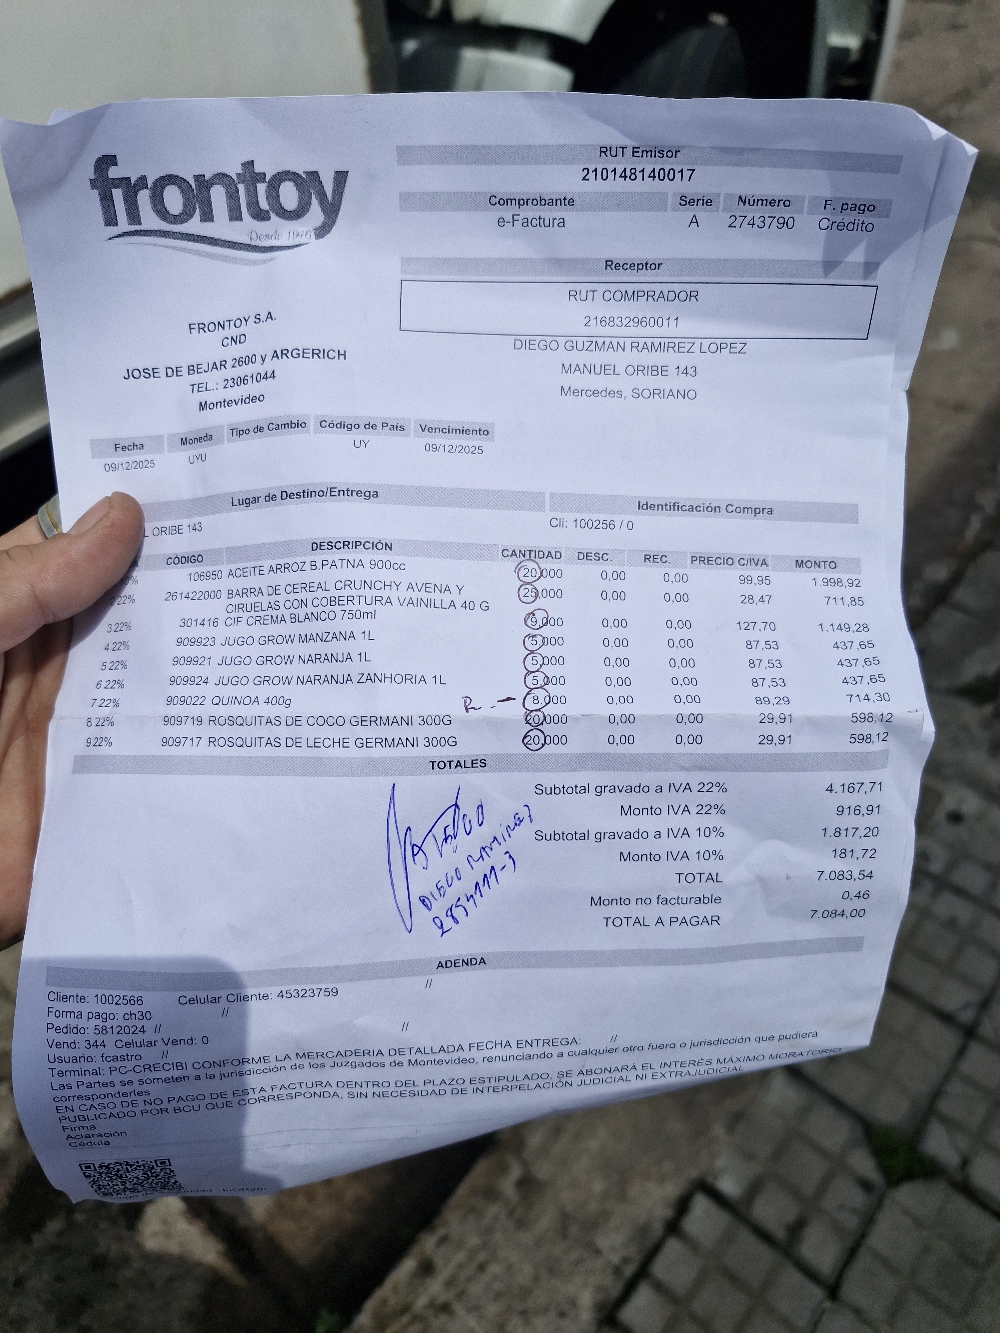 frontoy
Desde 1946
RUT Emisor
210148140017
Comprobante Serie Número F. pago
e-Factura A 2743790 Crédito
Receptor
RUT COMPRADOR
216832960011
DIEGO GUZMAN RAMIREZ LOPEZ
MANUEL ORIBE 143
Mercedes, SORIANO
FRONTOY S.A.
CND
JOSE DE BEJAR 2600 y ARGERICH
TEL.: 23061044
Montevideo
Fecha Moneda Tipo de Cambio Código de País Vencimiento
09/12/2025 UYU UY 09/12/2025
Lugar de Destino/Entrega Identificación Compra
L ORIBE 143 Cli: 100256 / 0
CÓDIGO DESCRIPCIÓN CANTIDAD DESC. REC. PRECIO C/IVA MONTO
106950 ACEITE ARROZ B.PATNA 900cc 20,000 0,00 0,00 99,95 1.998,92
22% 261422000 BARRA DE CEREAL CRUNCHY AVENA Y 25,000 0,00 0,00 28,47 711,85
CIRUELAS CON COBERTURA VAINILLA 40 G
3 22% 301416 CIF CREMA BLANCO 750ml 9,000 0,00 0,00 127,70 1.149,28
4 22% 909923 JUGO GROW MANZANA 1L 5,000 0,00 0,00 87,53 437,65
5 22% 909921 JUGO GROW NARANJA 1L 5,000 0,00 0,00 87,53 437,65
6 22% 909924 JUGO GROW NARANJA ZANHORIA 1L 5,000 0,00 0,00 87,53 437,65
7 22% 909022 QUINOA 400g R - 8,000 0,00 0,00 89,29 714,30
8 22% 909719 ROSQUITAS DE COCO GERMANI 300G 20,000 0,00 0,00 29,91 598,12
9 22% 909717 ROSQUITAS DE LECHE GERMANI 300G 20,000 0,00 0,00 29,91 598,12
TOTALES
Subtotal gravado a IVA 22% 4.167,71
Monto IVA 22% 916,91
Subtotal gravado a IVA 10% 1.817,20
Monto IVA 10% 181,72
TOTAL 7.083,54
Monto no facturable 0,46
TOTAL A PAGAR 7.084,00
DIEGO RAMIREZ
ADENDA
Cliente: 1002566 Celular Cliente: 45323759 //
Forma pago: ch30 //
Pedido: 5812024 // //
Vend: 344 Celular Vend: 0
Usuario: fcastro //
Terminal: PC-CRECIBI CONFORME LA MERCADERIA DETALLADA FECHA ENTREGA: //
Las Partes se someten a la jurisdicción de los Juzgados de Montevideo, renunciando a cualquier otro fuero o jurisdicción que pudiera
corresponderles
EN CASO DE NO PAGO DE ESTA FACTURA DENTRO DEL PLAZO ESTIPULADO, SE ABONARÁ EL INTERÉS MÁXIMO MORATORIO
PUBLICADO POR BCU QUE CORRESPONDA, SIN NECESIDAD DE INTERPELACIÓN JUDICIAL NI EXTRAJUDICIAL
Firma
Aclaración
Cédula